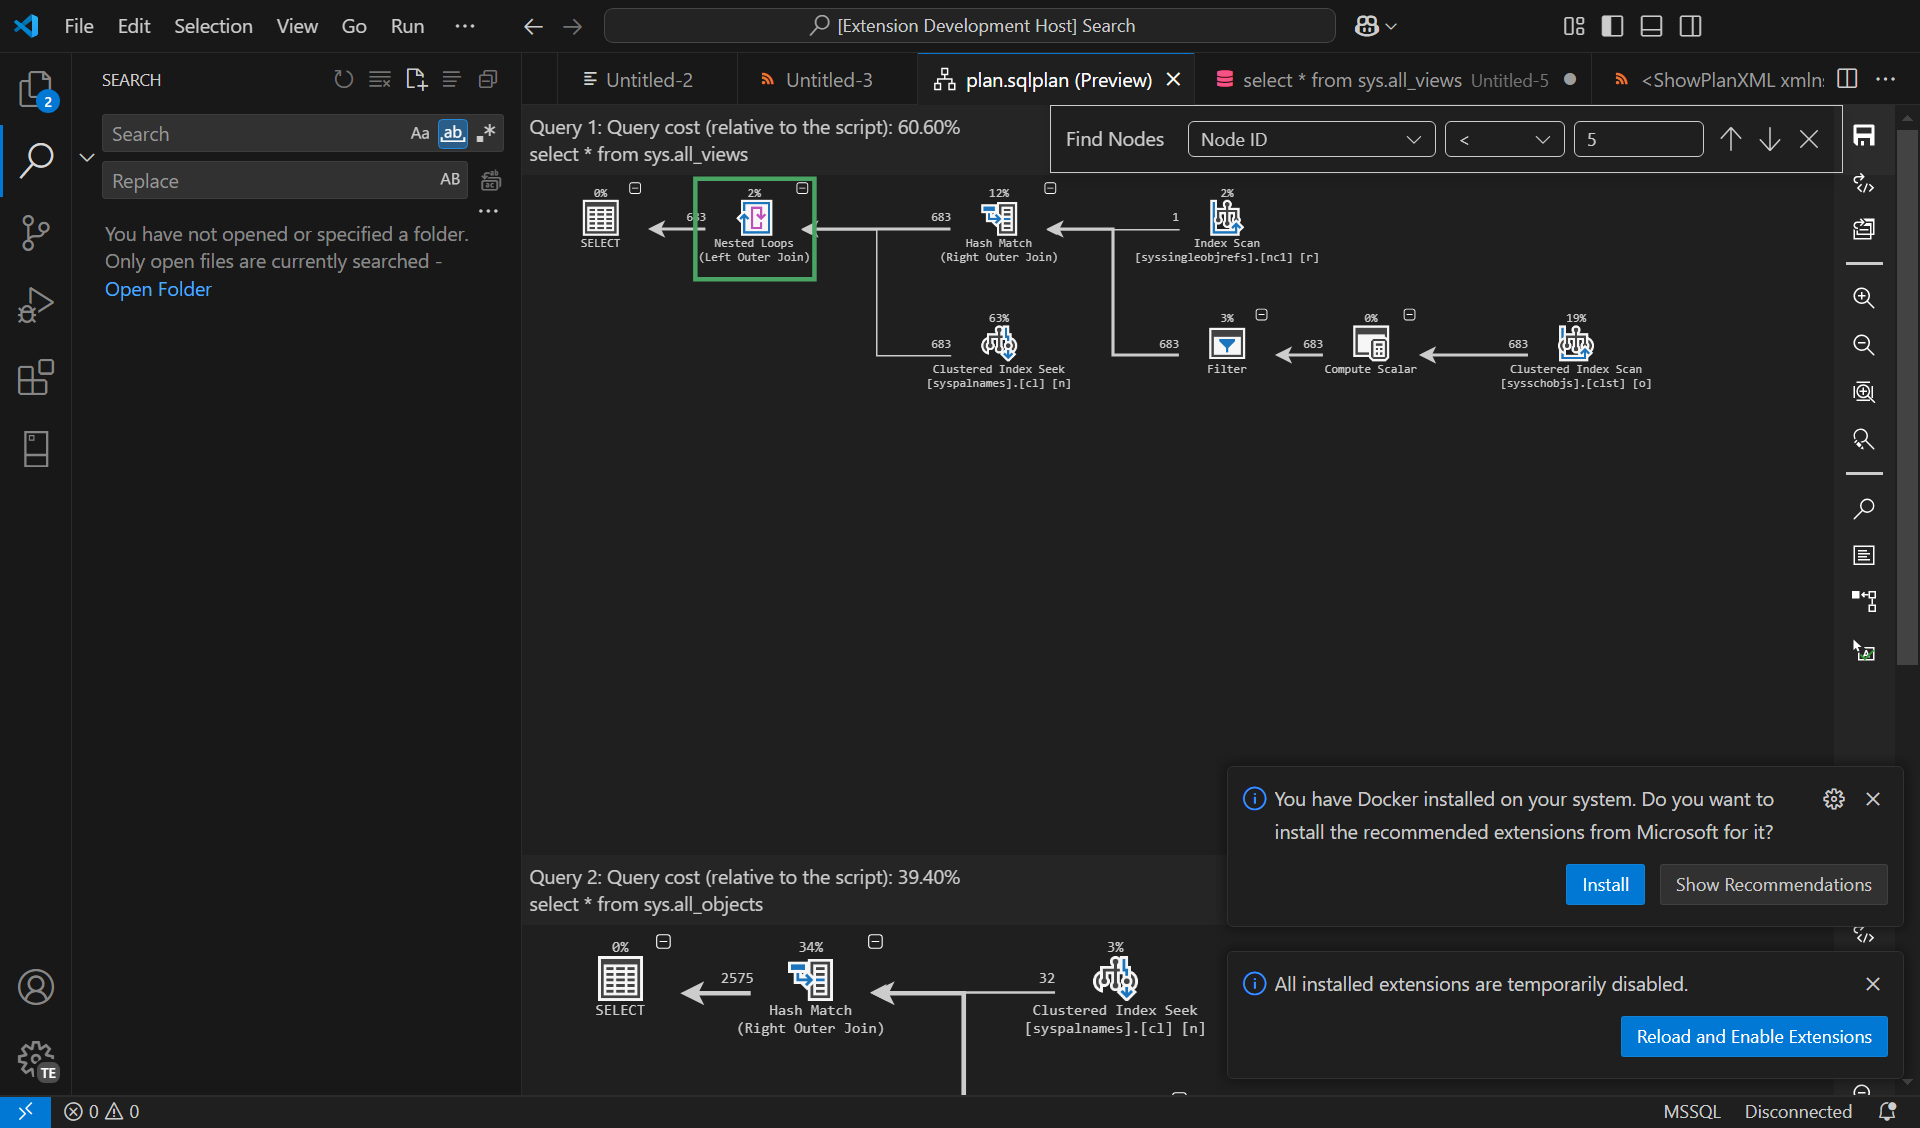 File Edit Selection View Go Run
[Extension Development Host] Search
SEARCH
Search
Aa
ab
Replace
AB
You have not opened or specified a folder.
Only open files are currently searched -
Open Folder
2
TE
Untitled-2
Untitled-3
plan.sqlplan (Preview)
select * from sys.all_views Untitled-5
<ShowPlanXML xmlns
Query 1: Query cost (relative to the script): 60.60%
select * from sys.all_views
Find Nodes
Node ID
<
5
0%
SELECT
683
2%
Nested Loops
(Left Outer Join)
683
12%
Hash Match
(Right Outer Join)
1
2%
Index Scan
[syssingleobjrefs].[nc1] [r]
683
63%
Clustered Index Seek
[syspalnames].[cl] [n]
683
3%
Filter
683
0%
Compute Scalar
683
19%
Clustered Index Scan
[sysschobjs].[clst] [o]
Query 2: Query cost (relative to the script): 39.40%
select * from sys.all_objects
0%
SELECT
2575
34%
Hash Match
(Right Outer Join)
32
3%
Clustered Index Seek
[syspalnames].[cl] [n]
You have Docker installed on your system. Do you want to
install the recommended extensions from Microsoft for it?
Install
Show Recommendations
All installed extensions are temporarily disabled.
Reload and Enable Extensions
0 0
MSSQL
Disconnected